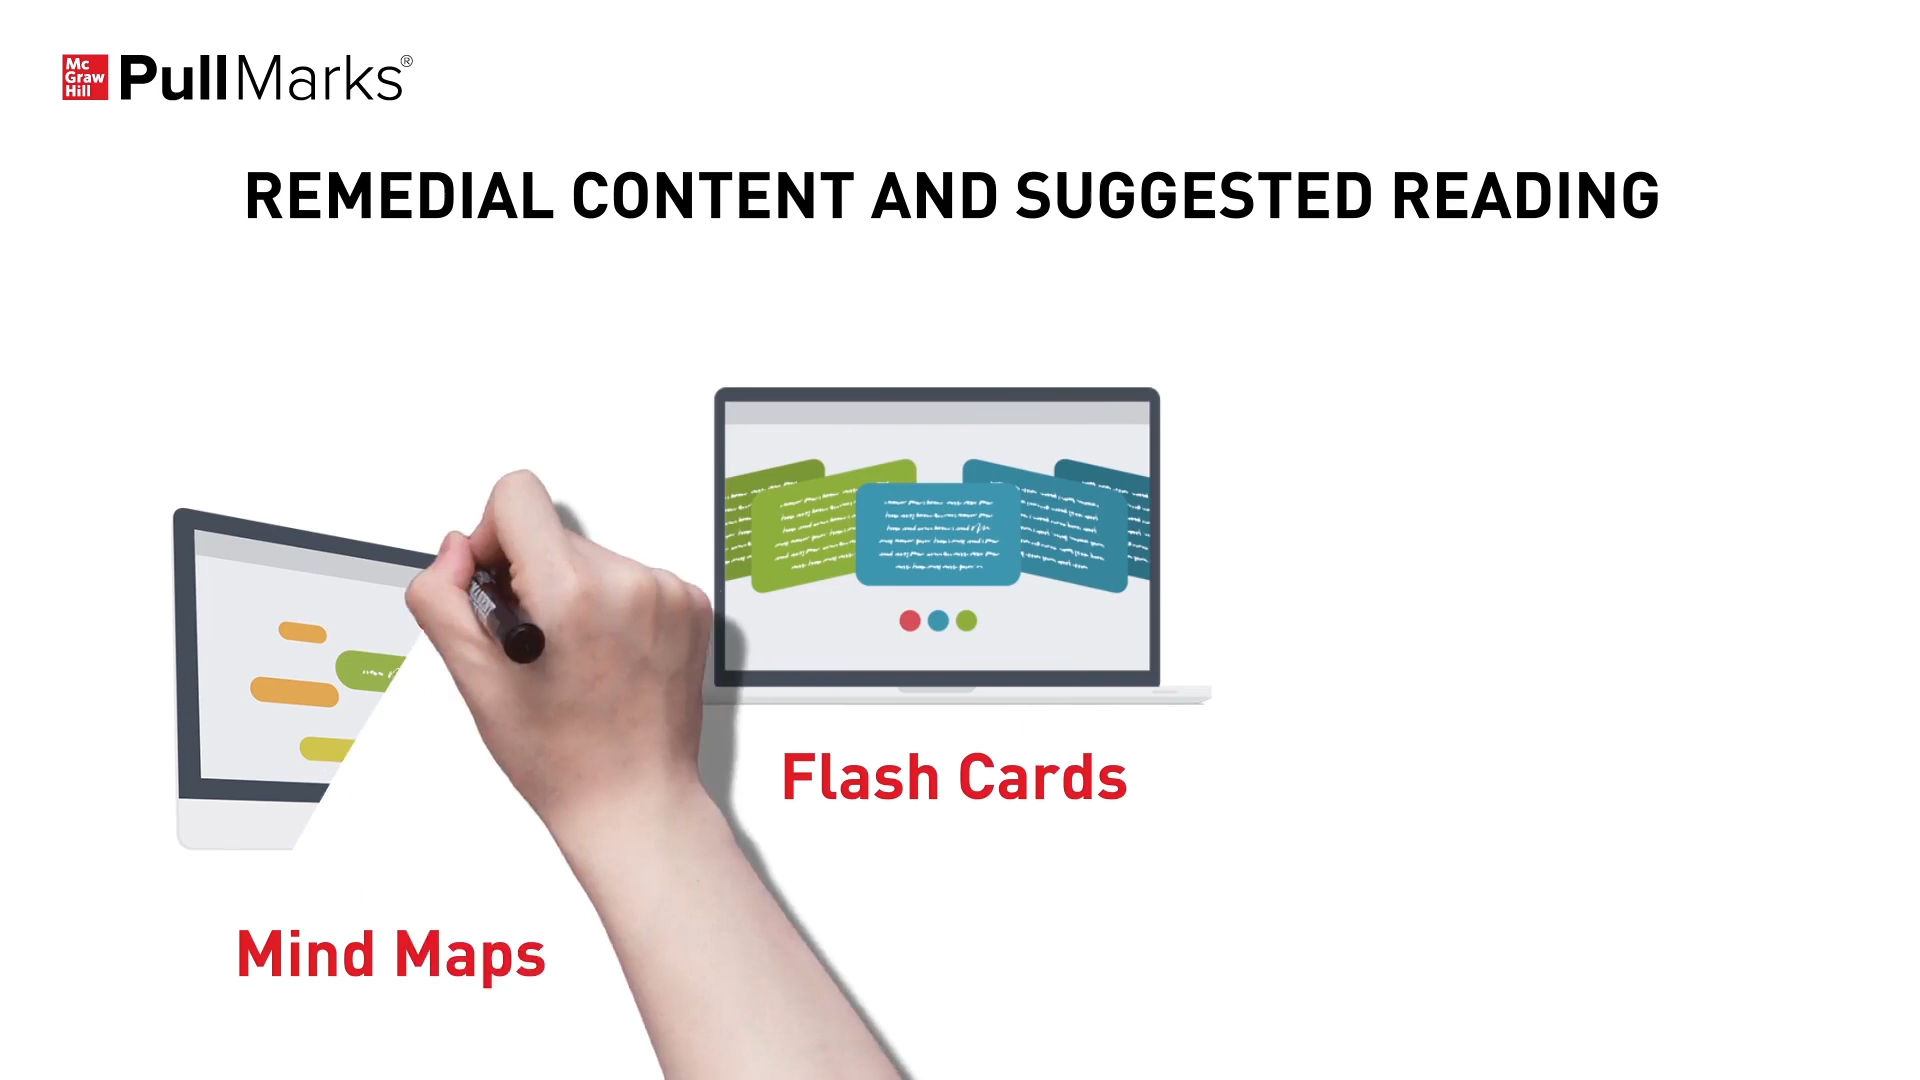 Mc
Graw
Hill
PullMarks®
REMEDIAL CONTENT AND SUGGESTED READING
Flash Cards
Mind Maps